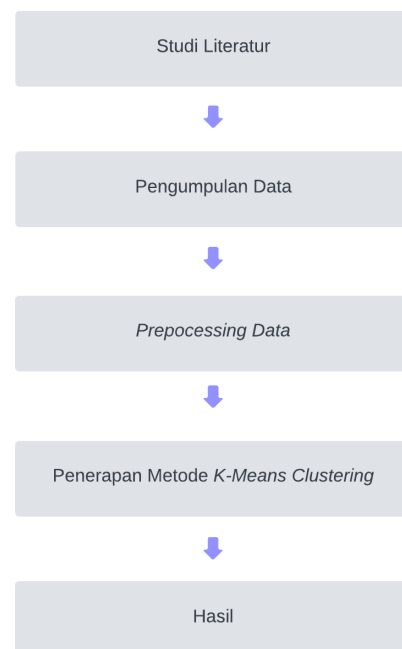 Studi Literatur
Pengumpulan Data
Prepocessing Data
Penerapan Metode K-Means Clustering
Hasil